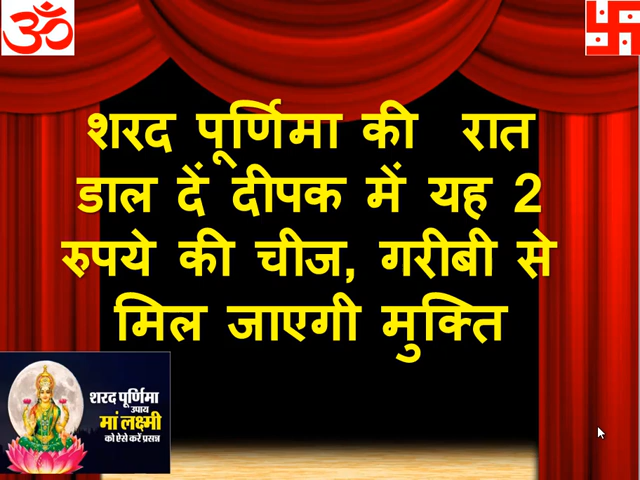 ॐ
शरद पूर्णिमा की रात
डाल दें दीपक में यह 2
रुपये की चीज, गरीबी से
मिल जाएगी मुक्ति
शरद पूर्णिमा
उपाय
मां लक्ष्मी
को ऐसे करें प्रसन्न